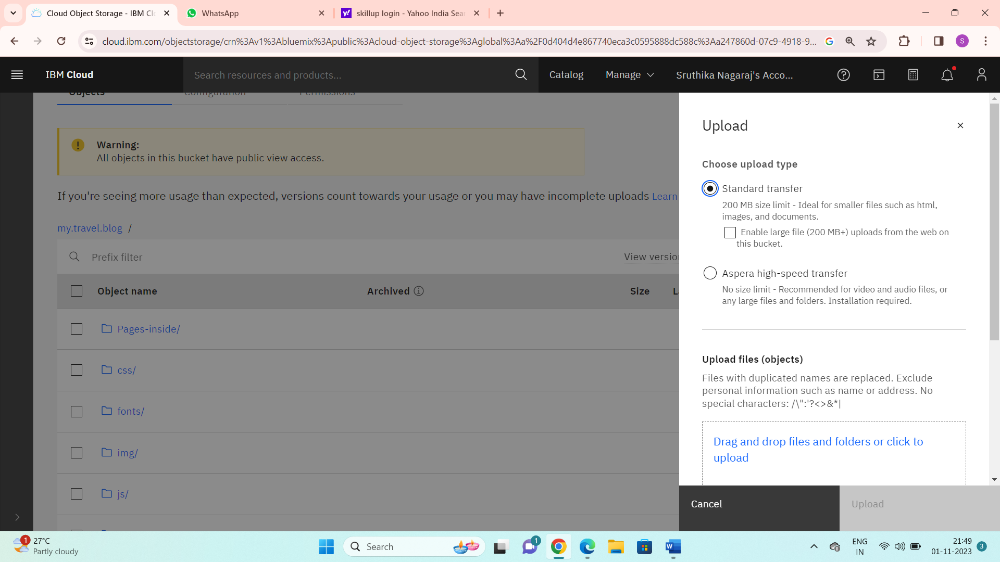 Cloud Object Storage - IBM Clo
WhatsApp
skillup login - Yahoo India Sear
cloud.ibm.com/objectstorage/crn%3Av1%3Abluemix%3Apublic%3Acloud-object-storage%3Aglobal%3Aa%2F0d404d4e867740eca3c0595888dc588c%3Aa247860d-07c9-4918-9...
S
IBM Cloud
Search resources and products...
Catalog
Manage
Sruthika Nagaraj's Acco...
Objects
Configuration
Permissions
Warning:
All objects in this bucket have public view access.
If you're seeing more usage than expected, versions count towards your usage or you may have incomplete uploads Learn
my.travel.blog /
Prefix filter
View version
Object name
Archived
Size
La
Pages-inside/
css/
fonts/
img/
js/
Upload
Choose upload type
Standard transfer
200 MB size limit - Ideal for smaller files such as html,
images, and documents.
Enable large file (200 MB+) uploads from the web on
this bucket.
Aspera high-speed transfer
No size limit - Recommended for video and audio files, or
any large files and folders. Installation required.
Upload files (objects)
Files with duplicated names are replaced. Exclude
personal information such as name or address. No
special characters: /\":'?<>&*|
Drag and drop files and folders or click to
upload
Cancel
Upload
1
27°C
Partly cloudy
Search
1
W
ENG
IN
21:49
01-11-2023
3